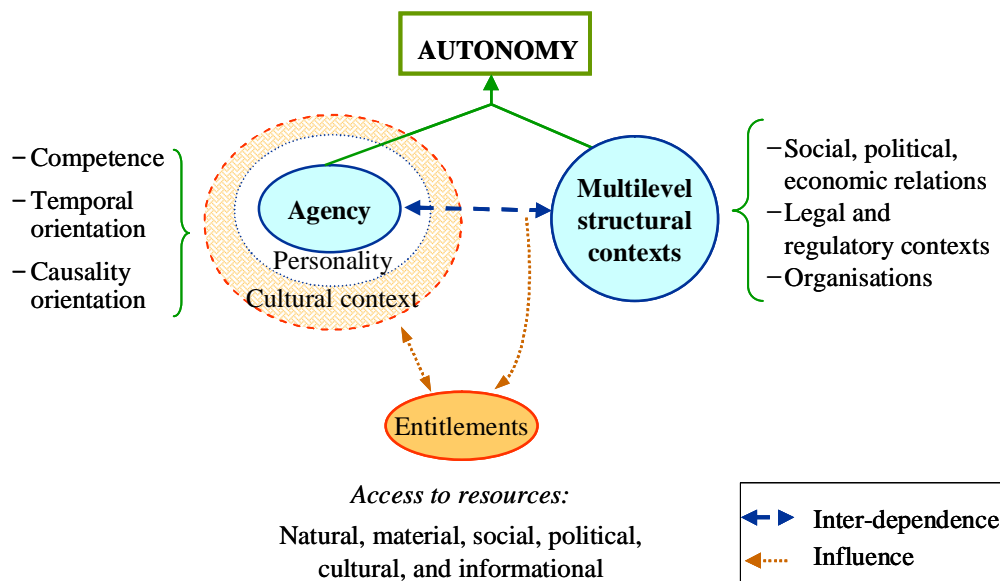 AUTONOMY
– Competence
– Temporal
orientation
– Causality
orientation
Agency
Personality
Cultural context
Multilevel
structural
contexts
– Social, political,
economic relations
– Legal and
regulatory contexts
– Organisations
Entitlements
Access to resources:
Natural, material, social, political,
cultural, and informational
Inter-dependence
Influence